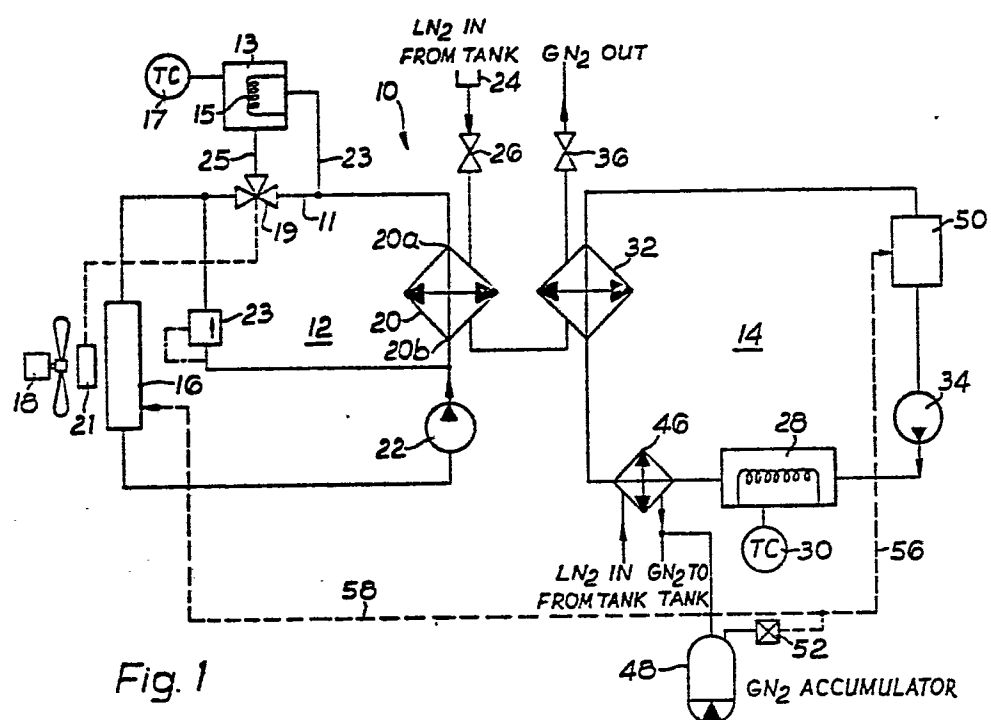 LN2 IN
FROM TANK
GN2 OUT
13
TC
17
15
10
24
26
36
25
23
19
11
20a
32
50
20
12
14
23
20b
18
21
16
22
34
46
28
TC
30
56
LN2 IN
FROM TANK
GN2 TO
TANK
58
52
48
GN2 ACCUMULATOR
Fig. 1